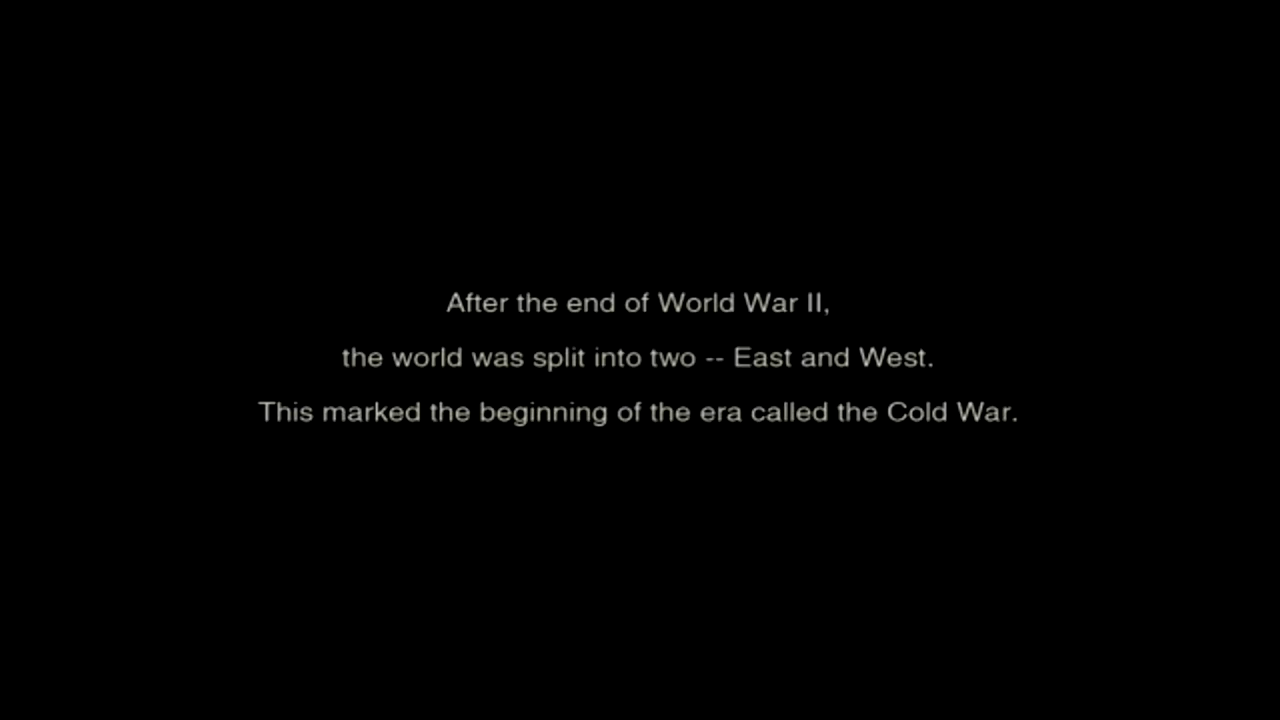 After the end of World War II,
the world was split into two -- East and West.
This marked the beginning of the era called the Cold War.